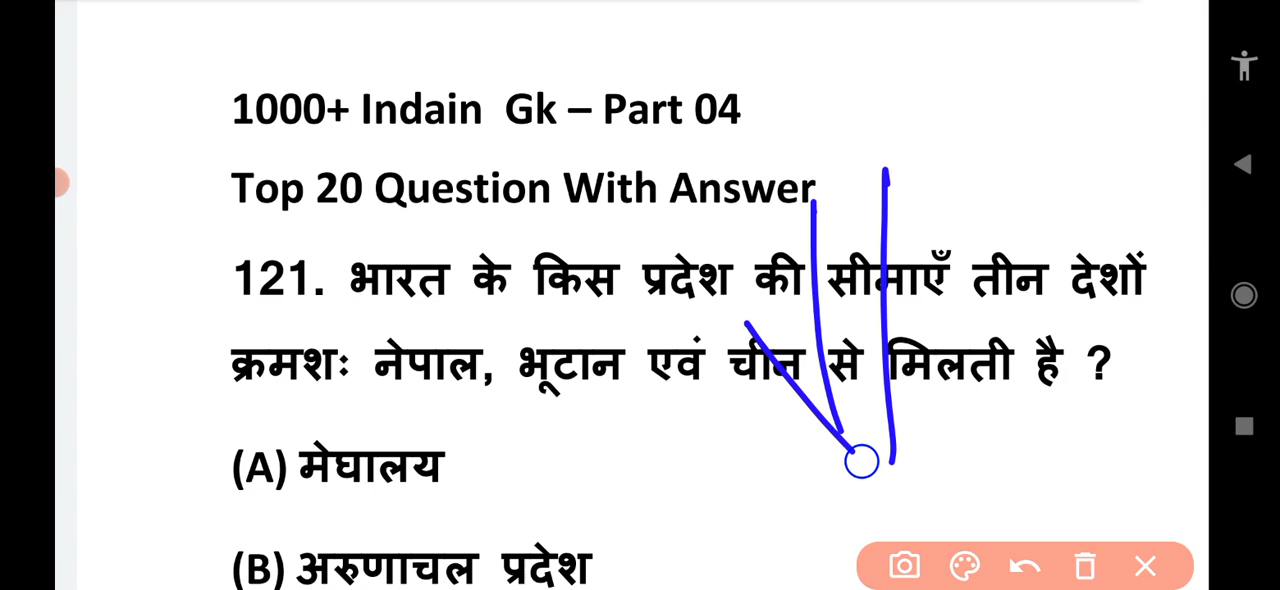 1000+ Indain Gk – Part 04
Top 20 Question With Answer
121. भारत के किस प्रदेश की सीमाएँ तीन देशों
क्रमशः नेपाल, भूटान एवं चीन से मिलती है ?
(A) मेघालय
(B) अरुणाचल प्रदेश